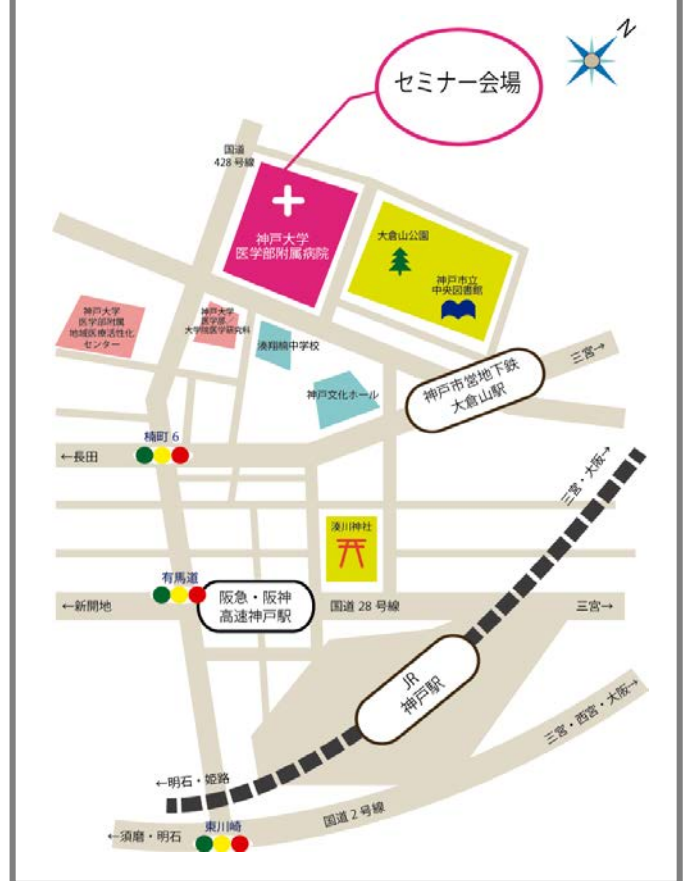 N
セミナー会場
国道
428号線
神戸大学
医学部附属病院
大倉山公園
神戸市立
中央図書館
神戸大学
医学部附属
地域医療活性化
センター
神戸大学
医学部・
大学院医学研究科
湊翔楠中学校
神戸文化ホール
神戸市営地下鉄
大倉山駅
三宮→
楠町6
←長田
三宮・大阪→
湊川神社
有馬道
←新開地
阪急・阪神
高速神戸駅
国道28号線
三宮→
JR
神戸駅
三宮・西宮・大阪→
←明石・姫路
国道2号線
←須磨・明石
東川崎